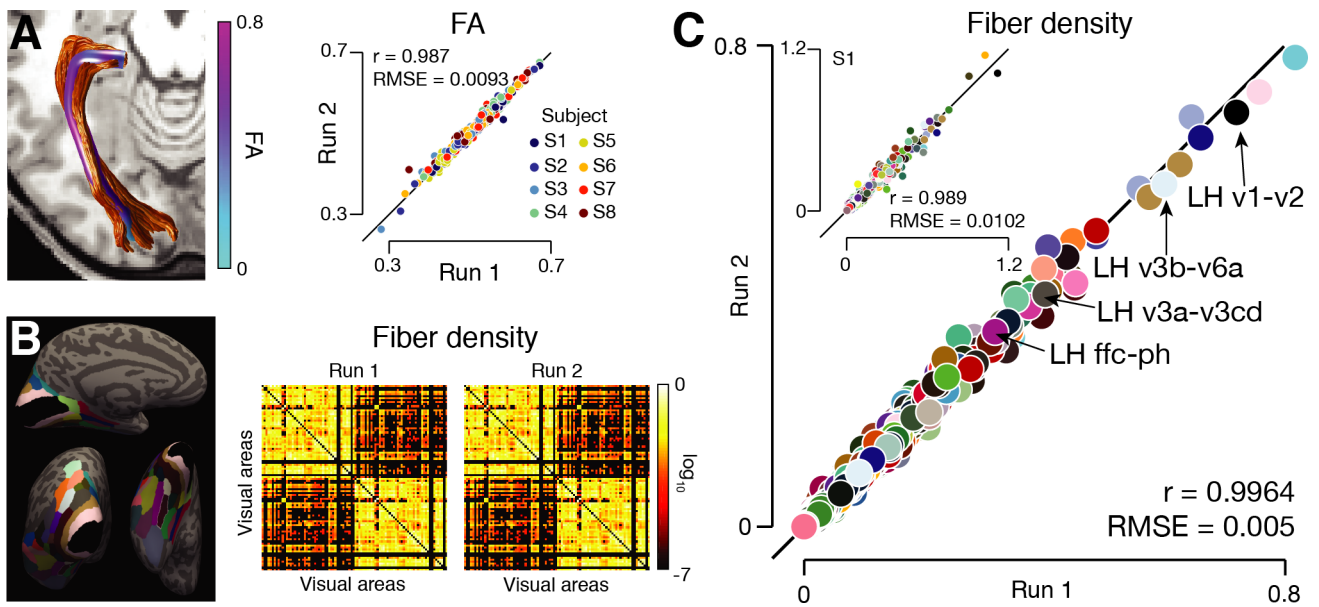 A
0.8
FA
0
FA
0.7
r = 0.987
RMSE = 0.0093
Run 2
Subject
S1 S5
S2 S6
S3 S7
S4 S8
0.3
0.3
0.7
Run 1
B
Fiber density
Run 1
Run 2
0
Visual areas
log10
-7
Visual areas
Visual areas
C
Fiber density
0.8
1.2
S1
r = 0.989
RMSE = 0.0102
0
0
1.2
Run 2
LH v1-v2
LH v3b-v6a
LH v3a-v3cd
LH ffc-ph
r = 0.9964
RMSE = 0.005
0
0
Run 1
0.8